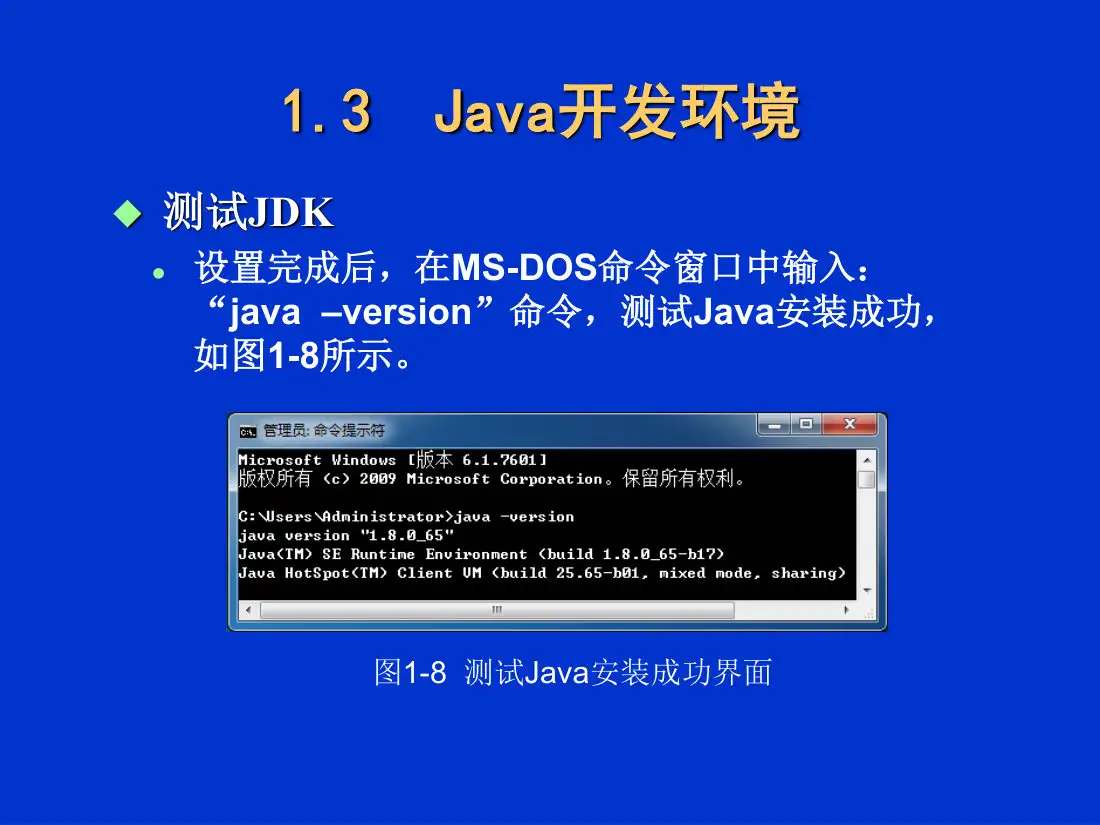 1.3 Java开发环境
测试JDK
设置完成后，在MS-DOS命令窗口中输入：
“java –version”命令，测试Java安装成功，
如图1-8所示。
管理员: 命令提示符
Microsoft Windows [版本 6.1.7601]
版权所有 (c) 2009 Microsoft Corporation。保留所有权利。
C:\Users\Administrator>java -version
java version "1.8.0_65"
Java(TM) SE Runtime Environment (build 1.8.0_65-b17)
Java HotSpot(TM) Client VM (build 25.65-b01, mixed mode, sharing)
图1-8 测试Java安装成功界面